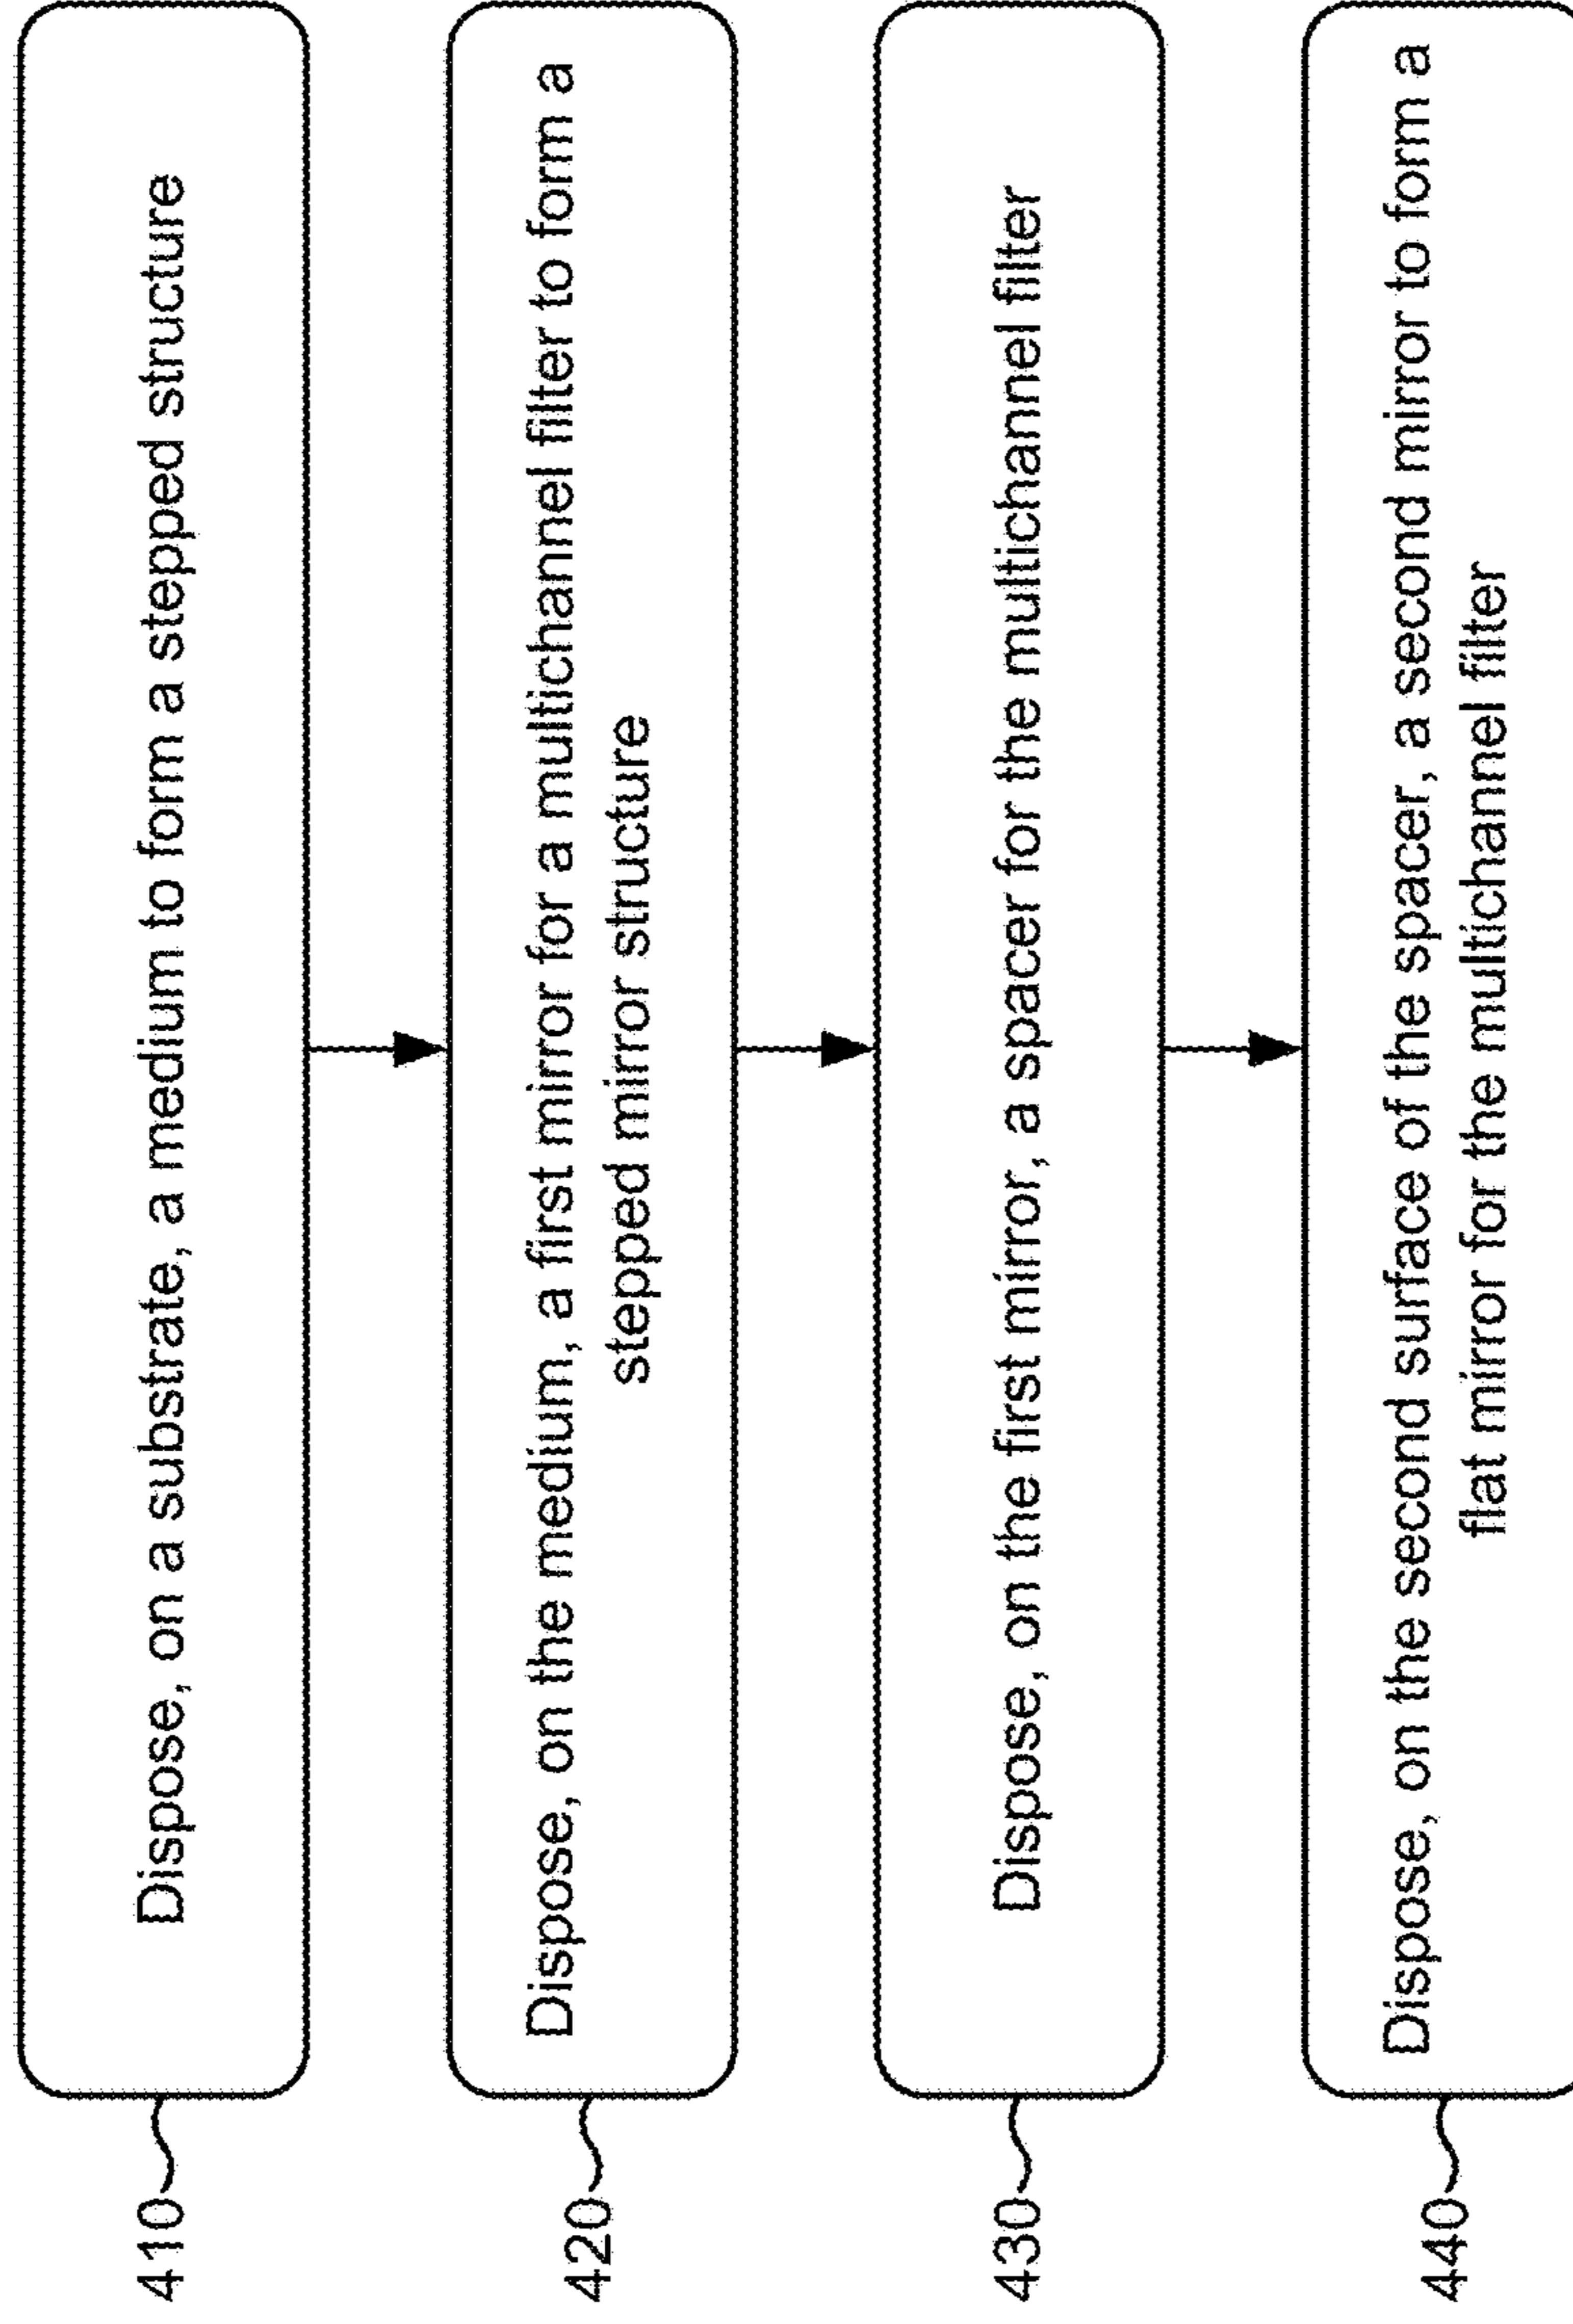 410
Dispose, on a substrate, a medium to form a stepped structure
420
Dispose, on the medium, a first mirror for a multichannel filter to form a
stepped mirror structure
430
Dispose, on the first mirror, a spacer for the multichannel filter
440
Dispose, on the second surface of the spacer, a second mirror to form a
flat mirror for the multichannel filter